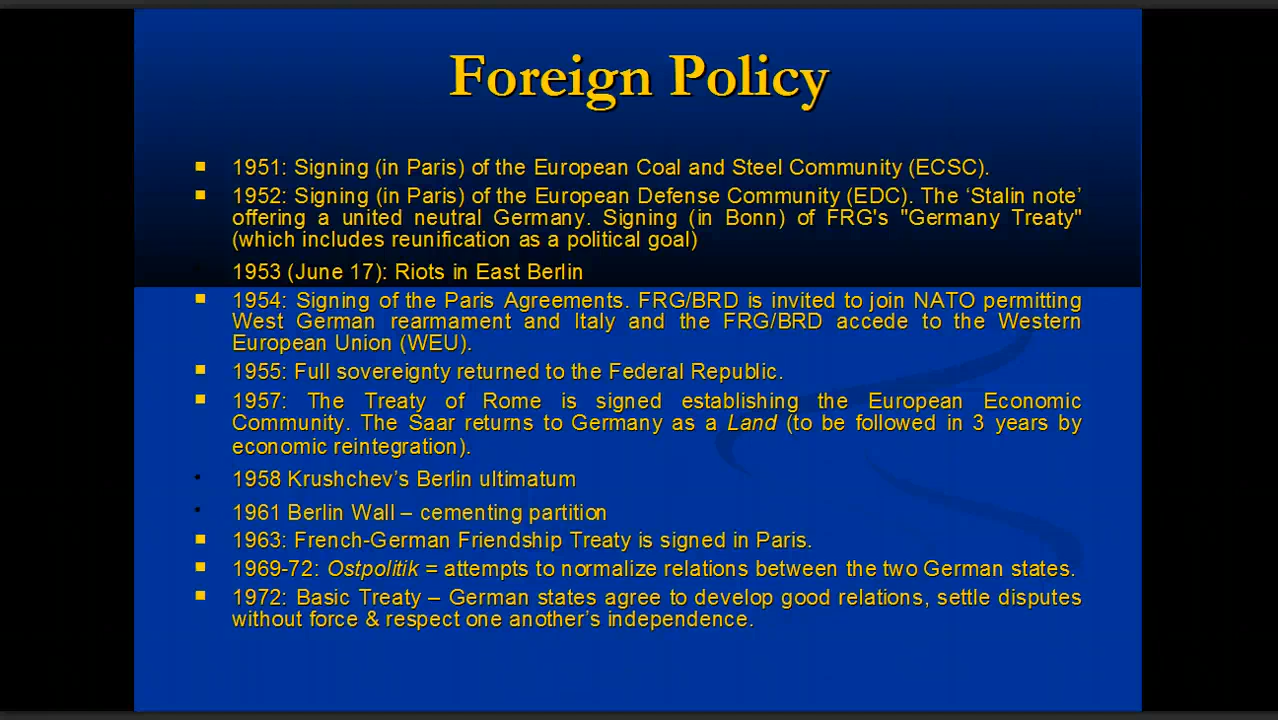 Foreign Policy
1951: Signing (in Paris) of the European Coal and Steel Community (ECSC).
1952: Signing (in Paris) of the European Defense Community (EDC). The ‘Stalin note’
offering a united neutral Germany. Signing (in Bonn) of FRG's "Germany Treaty"
(which includes reunification as a political goal)
1953 (June 17): Riots in East Berlin
1954: Signing of the Paris Agreements. FRG/BRD is invited to join NATO permitting
West German rearmament and Italy and the FRG/BRD accede to the Western
European Union (WEU).
1955: Full sovereignty returned to the Federal Republic.
1957: The Treaty of Rome is signed establishing the European Economic
Community. The Saar returns to Germany as a Land (to be followed in 3 years by
economic reintegration).
1958 Krushchev’s Berlin ultimatum
1961 Berlin Wall – cementing partition
1963: French-German Friendship Treaty is signed in Paris.
1969-72: Ostpolitik = attempts to normalize relations between the two German states.
1972: Basic Treaty – German states agree to develop good relations, settle disputes
without force & respect one another’s independence.